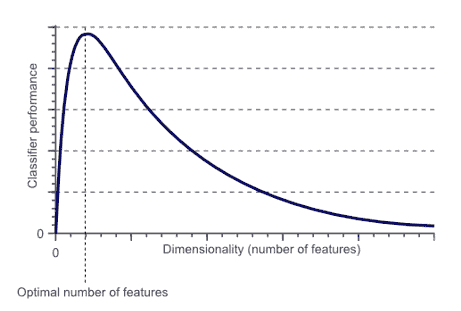 Classifier performance
0
0
Dimensionality (number of features)
Optimal number of features